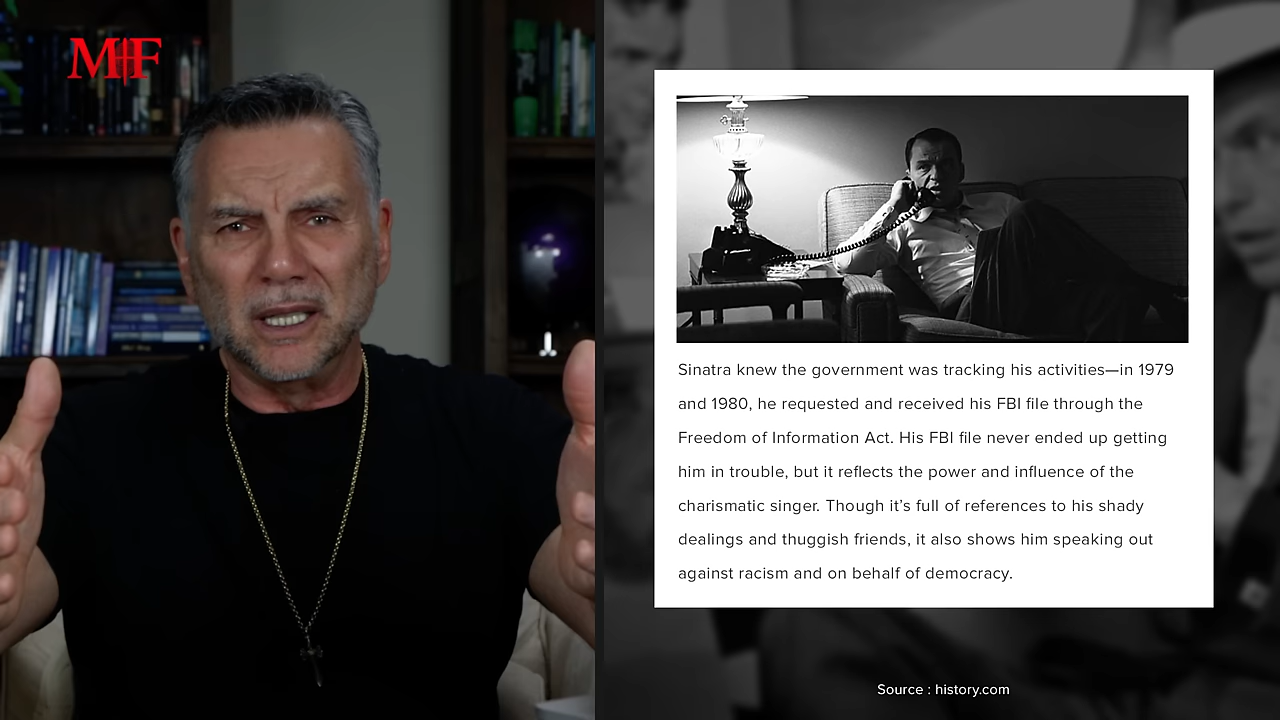 MF
Sinatra knew the government was tracking his activities—in 1979
and 1980, he requested and received his FBI file through the
Freedom of Information Act. His FBI file never ended up getting
him in trouble, but it reflects the power and influence of the
charismatic singer. Though it’s full of references to his shady
dealings and thuggish friends, it also shows him speaking out
against racism and on behalf of democracy.
Source : history.com